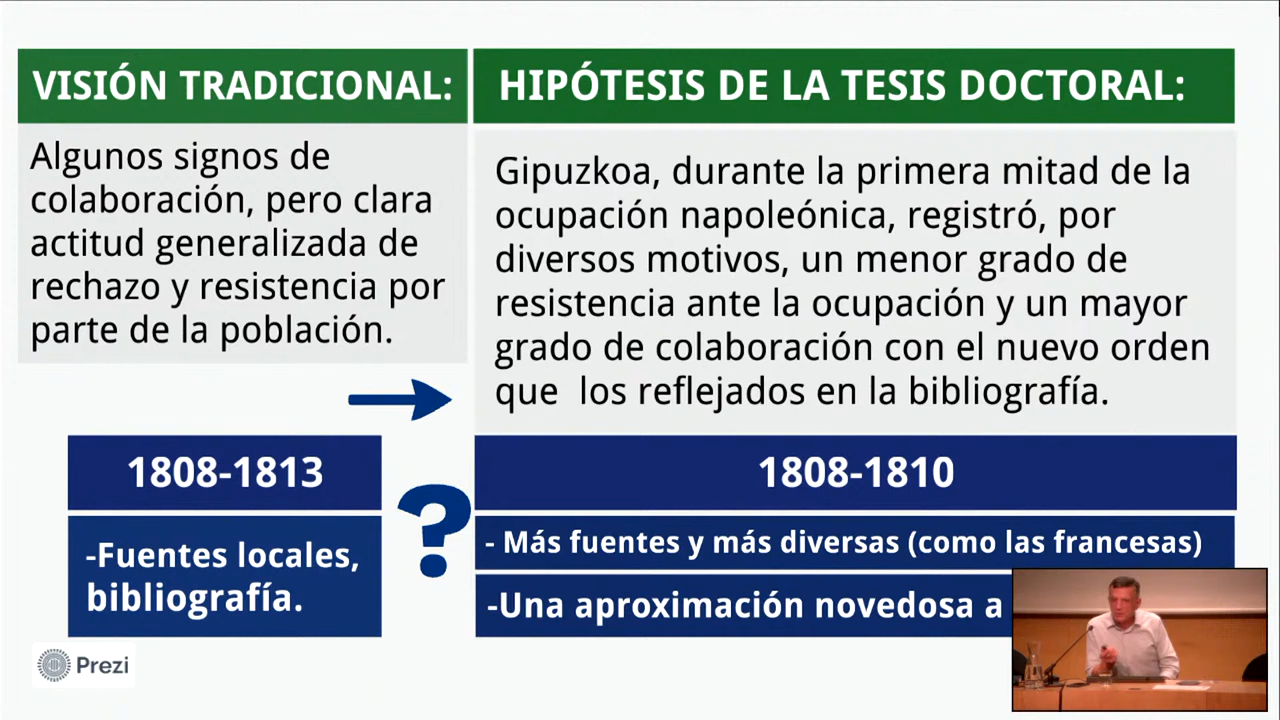 VISIÓN TRADICIONAL:
Algunos signos de
colaboración, pero clara
actitud generalizada de
rechazo y resistencia por
parte de la población.
HIPÓTESIS DE LA TESIS DOCTORAL:
Gipuzkoa, durante la primera mitad de la
ocupación napoleónica, registró, por
diversos motivos, un menor grado de
resistencia ante la ocupación y un mayor
grado de colaboración con el nuevo orden
que los reflejados en la bibliografía.
1808-1813
-Fuentes locales,
bibliografía.
?
1808-1810
- Más fuentes y más diversas (como las francesas)
-Una aproximación novedosa a
Prezi